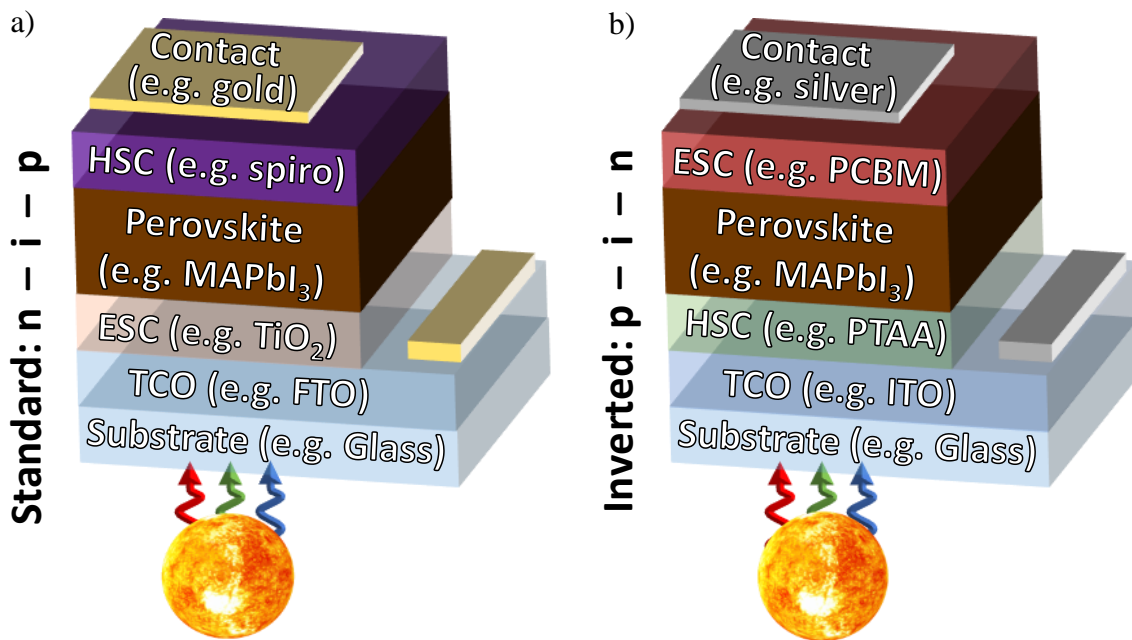 a)
Standard: n – i – p
Contact
(e.g. gold)
HSC (e.g. spiro)
Perovskite
(e.g. MAPbI₃)
ESC (e.g. TiO₂)
TCO (e.g. FTO)
Substrate (e.g. Glass)
b)
Inverted: p – i – n
Contact
(e.g. silver)
ESC (e.g. PCBM)
Perovskite
(e.g. MAPbI₃)
HSC (e.g. PTAA)
TCO (e.g. ITO)
Substrate (e.g. Glass)